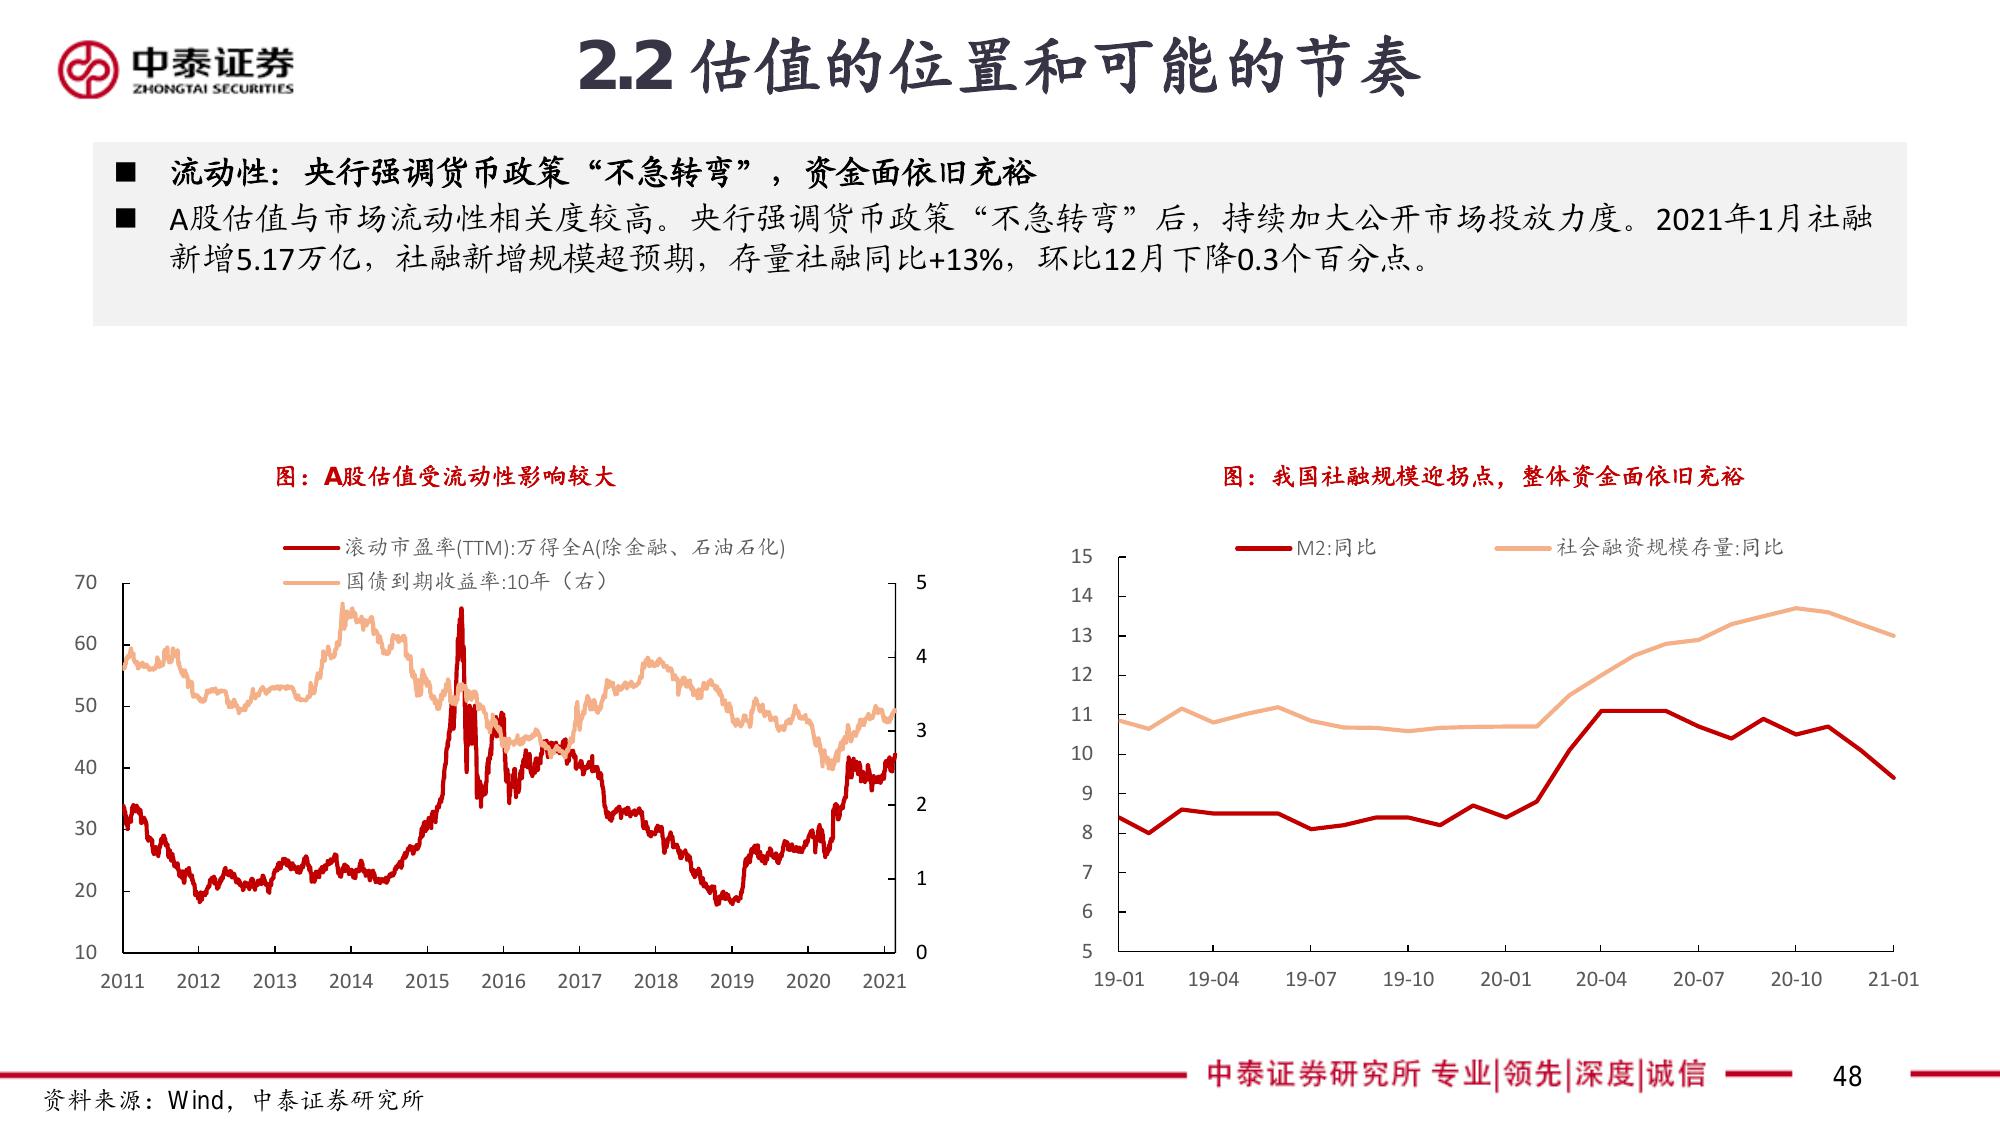 中泰证券
ZHONGTAI SECURITIES
2.2 估值的位置和可能的节奏
■ 流动性：央行强调货币政策“不急转弯”，资金面依旧充裕
■ A股估值与市场流动性相关度较高。央行强调货币政策“不急转弯”后，持续加大公开市场投放力度。2021年1月社融
新增5.17万亿，社融新增规模超预期，存量社融同比+13%，环比12月下降0.3个百分点。
图：A股估值受流动性影响较大
滚动市盈率(TTM):万得全A(除金融、石油石化)
国债到期收益率:10年（右）
70
60
50
40
30
20
10
5
4
3
2
1
0
2011 2012 2013 2014 2015 2016 2017 2018 2019 2020 2021
图：我国社融规模迎拐点，整体资金面依旧充裕
M2:同比 社会融资规模存量:同比
15
14
13
12
11
10
9
8
7
6
5
19-01 19-04 19-07 19-10 20-01 20-04 20-07 20-10 21-01
中泰证券研究所 专业|领先|深度|诚信
48
资料来源：Wind，中泰证券研究所